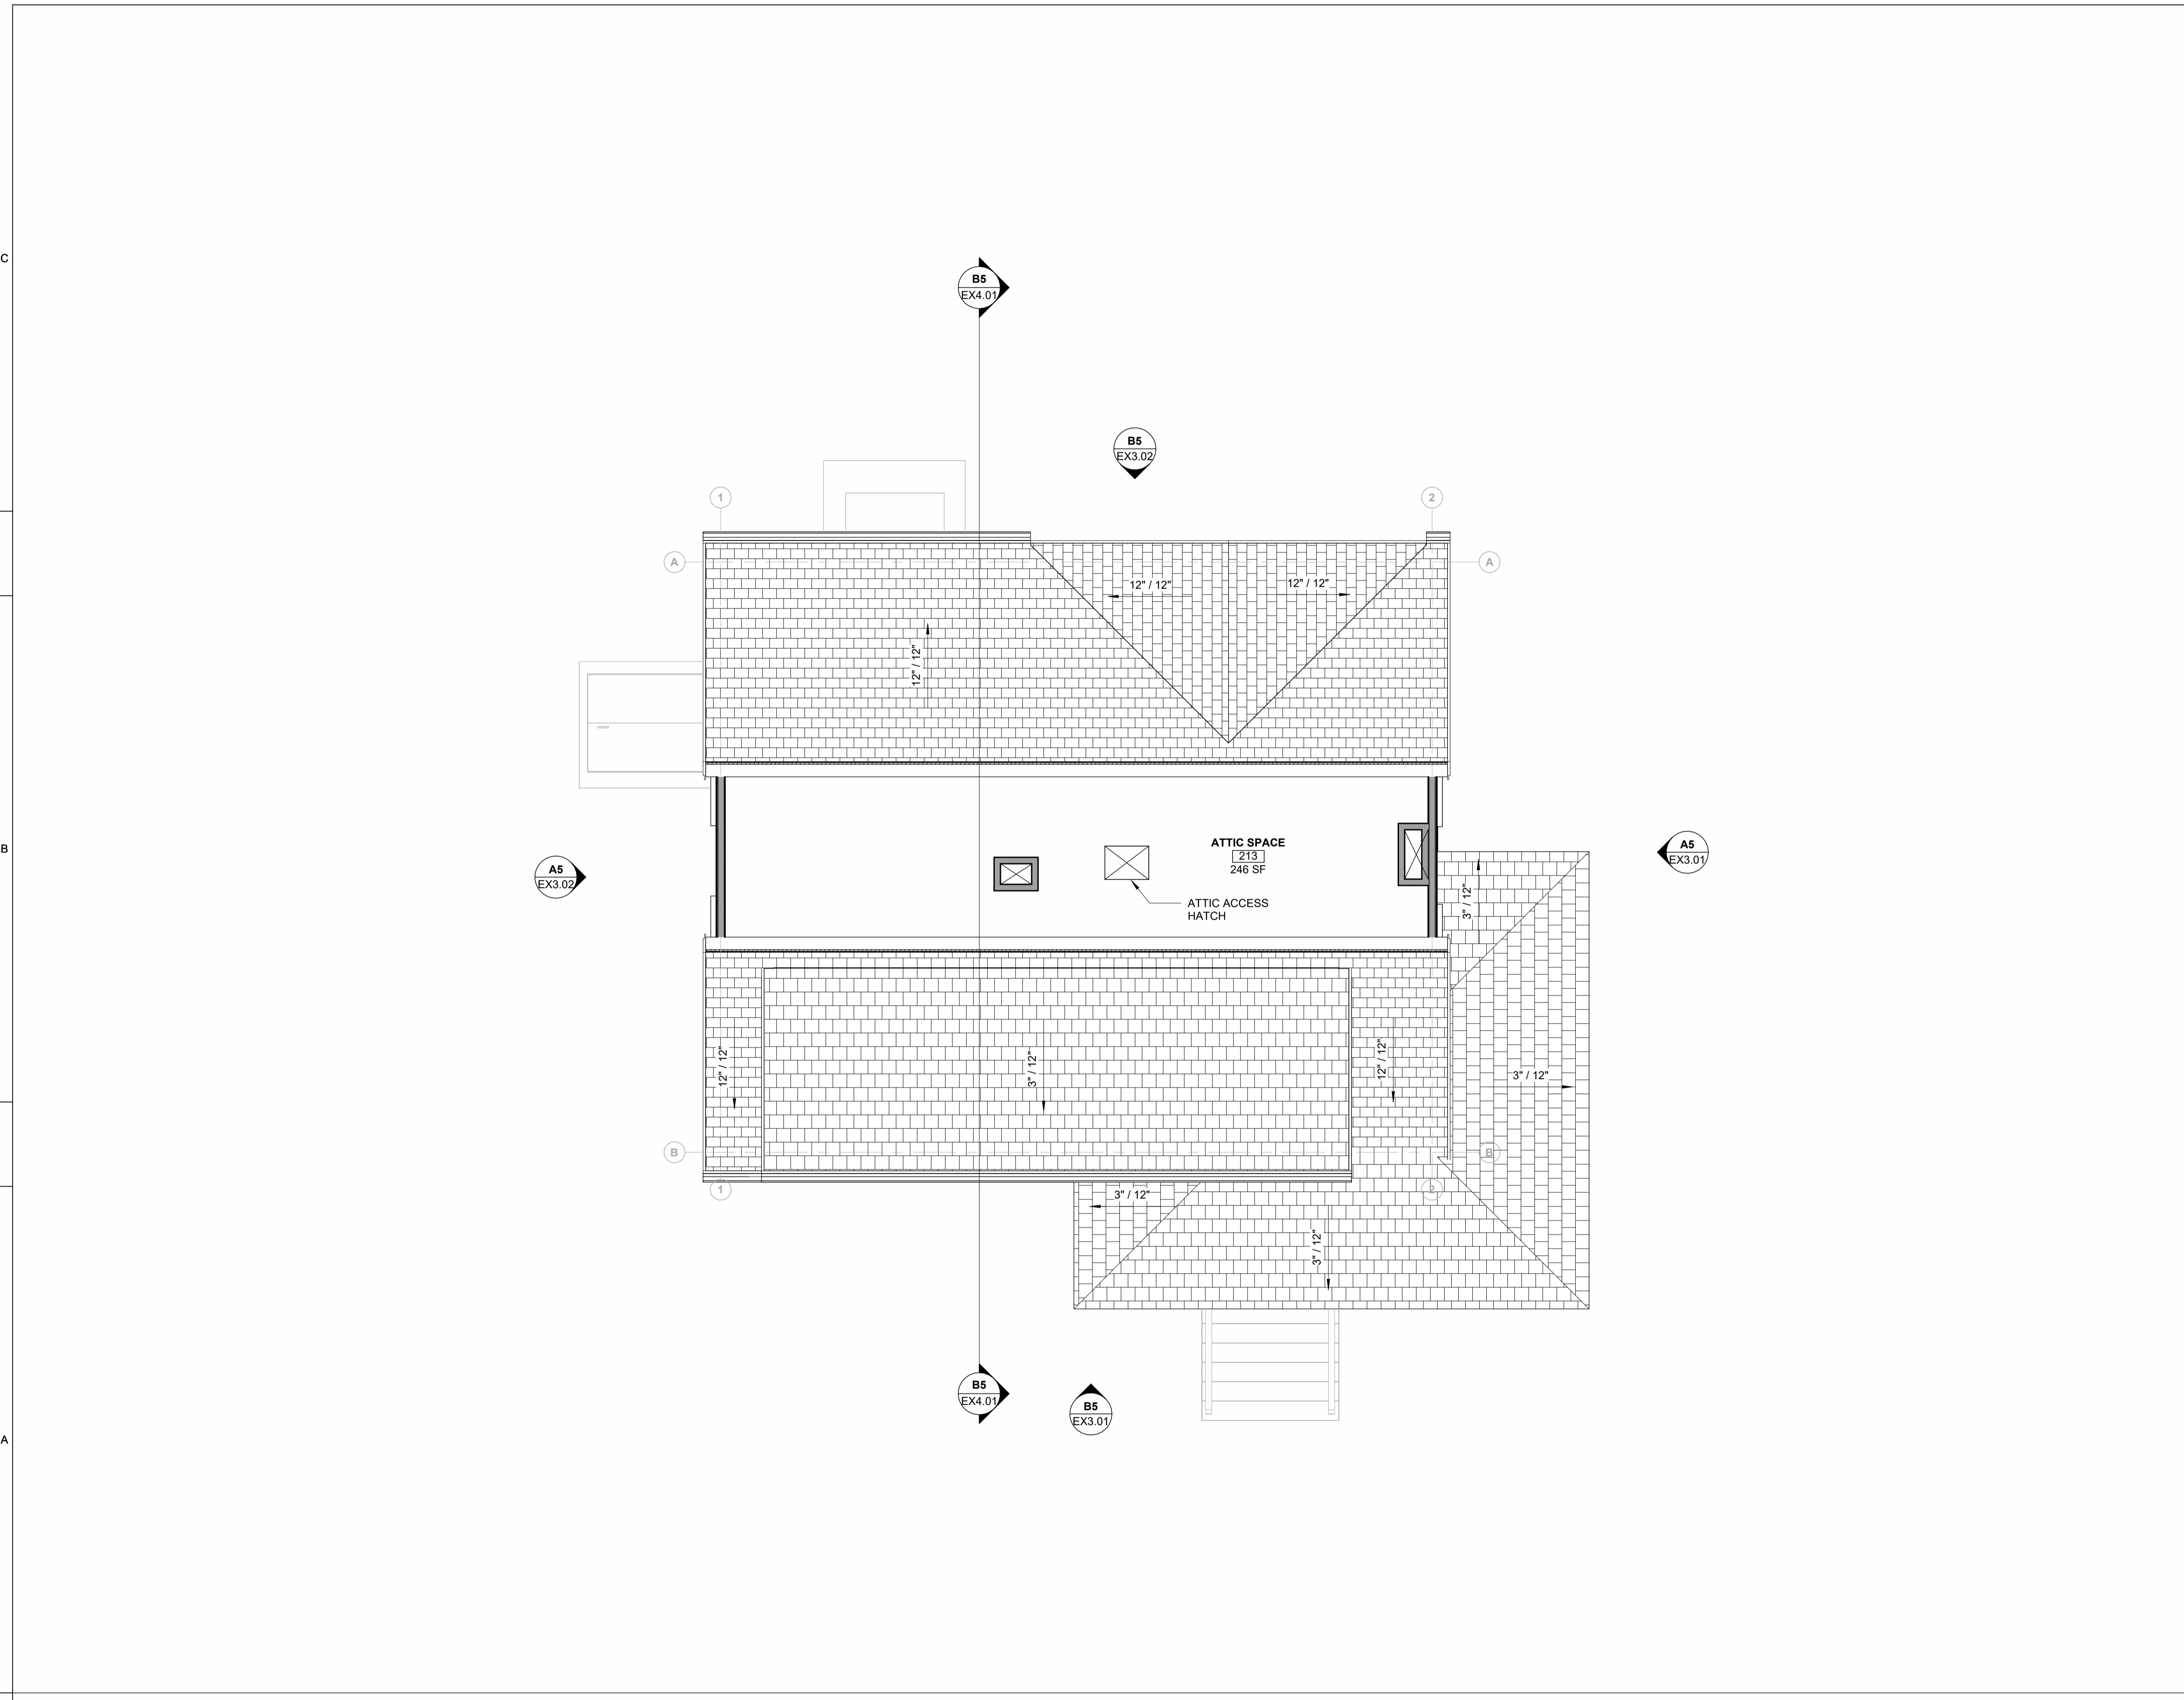 C
B5
EX4.01
B5
EX3.02
1
2
A
A
12" / 12"
12" / 12"
12" / 12"
B
ATTIC SPACE
213
246 SF
A5
EX3.01
A5
EX3.02
ATTIC ACCESS
HATCH
3" / 12"
12" / 12"
3" / 12"
12" / 12"
3" / 12"
B
B
1
2
3" / 12"
3" / 12"
B5
EX4.01
B5
EX3.01
A